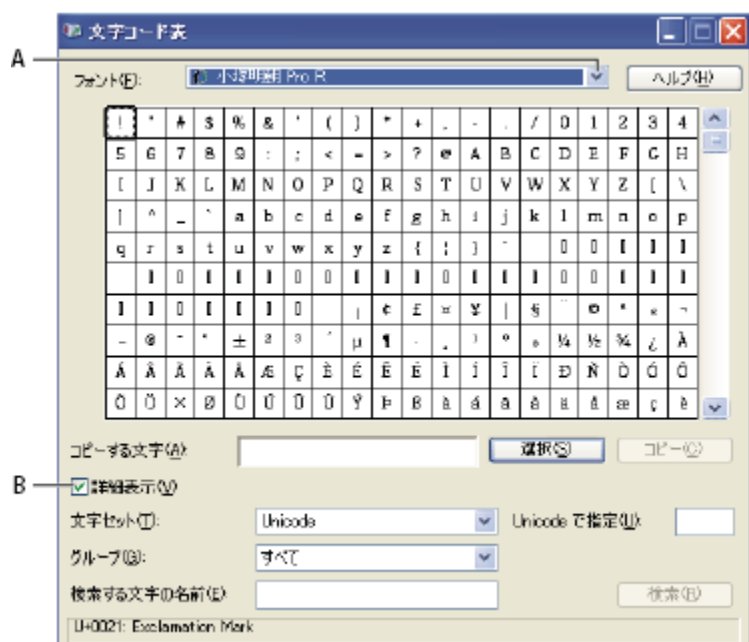 文字コード表
A
フォント(F): 小塚明朝 Pro R ヘルプ(H)
! " # $ % & ' ( ) * + , - . / 0 1 2 3 4
5 6 7 8 9 : ; < = > ? @ A B C D E F G H
I J K L M N O P Q R S T U V W X Y Z [ \
] ^ _ ` a b c d e f g h i j k l m n o p
q r s t u v w x y z { | } ~
¡ ¢ £ ¤ ¥ ¦ § ¨ © ª « ¬
- ® ¯ ° ± ² ³ ´ µ ¶ · ¸ ¹ º » ¼ ½ ¾ ¿ À
Á Â Ã Ä Å Æ Ç È É Ê Ë Ì Í Î Ï Ð Ñ Ò Ó Ô
Õ Ö × Ø Ù Ú Û Ü Ý Þ ß à á â ã ä å æ ç è
コピーする文字(A): 選択(S) コピー(C)
B 詳細表示(V)
文字セット(T): Unicode Unicode で指定(U):
グループ(G): すべて
検索する文字の名前(E): 検索(R)
U+0021: Exclamation Mark